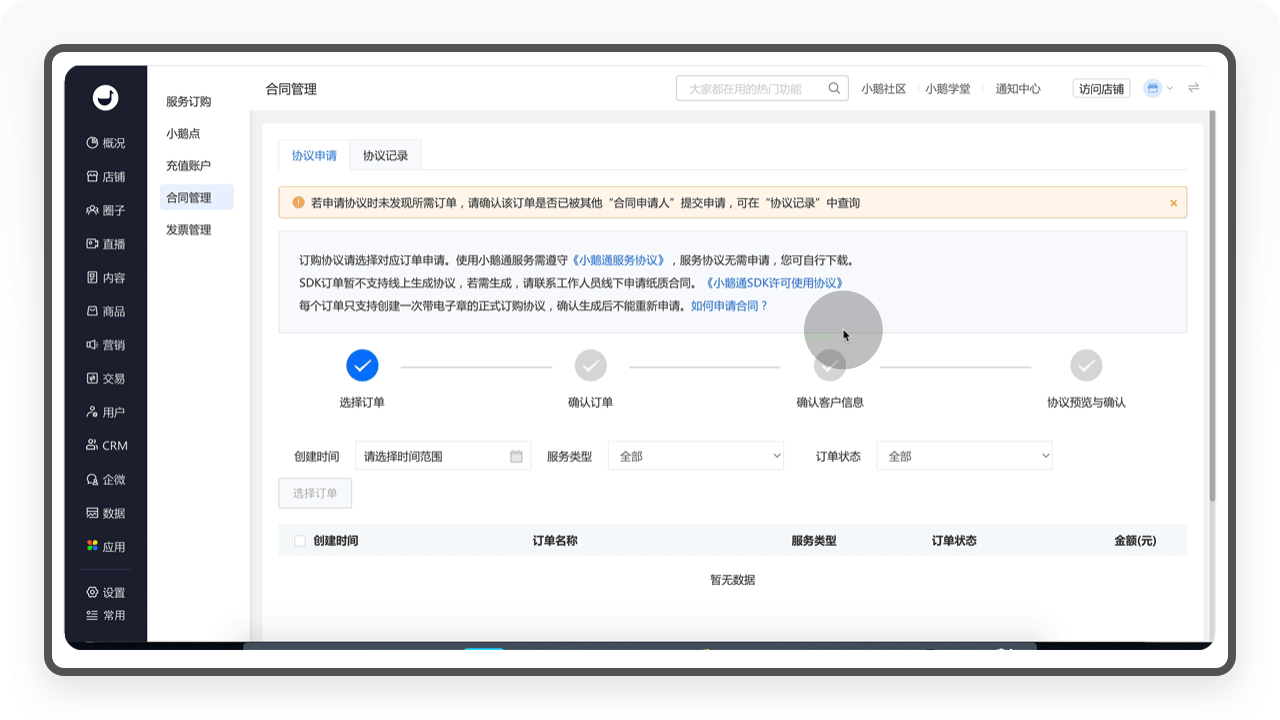 合同管理
大家都在用的热门功能
小鹅社区
小鹅学堂
通知中心
访问店铺
概况
店铺
圈子
直播
内容
商品
营销
交易
用户
CRM
企微
数据
应用
设置
常用
服务订购
小鹅点
充值账户
合同管理
发票管理
协议申请
协议记录
若申请协议时未发现所需订单，请确认该订单是否已被其他“合同申请人”提交申请，可在“协议记录”中查询
订购协议请选择对应订单申请。使用小鹅通服务需遵守《小鹅通服务协议》，服务协议无需申请，您可自行下载。
SDK订单暂不支持线上生成协议，若需生成，请联系工作人员线下申请纸质合同。《小鹅通SDK许可使用协议》
每个订单只支持创建一次带电子章的正式订购协议，确认生成后不能重新申请。如何申请合同？
选择订单
确认订单
确认客户信息
协议预览与确认
创建时间 请选择时间范围
服务类型 全部
订单状态 全部
选择订单
创建时间 订单名称 服务类型 订单状态 金额(元)
暂无数据